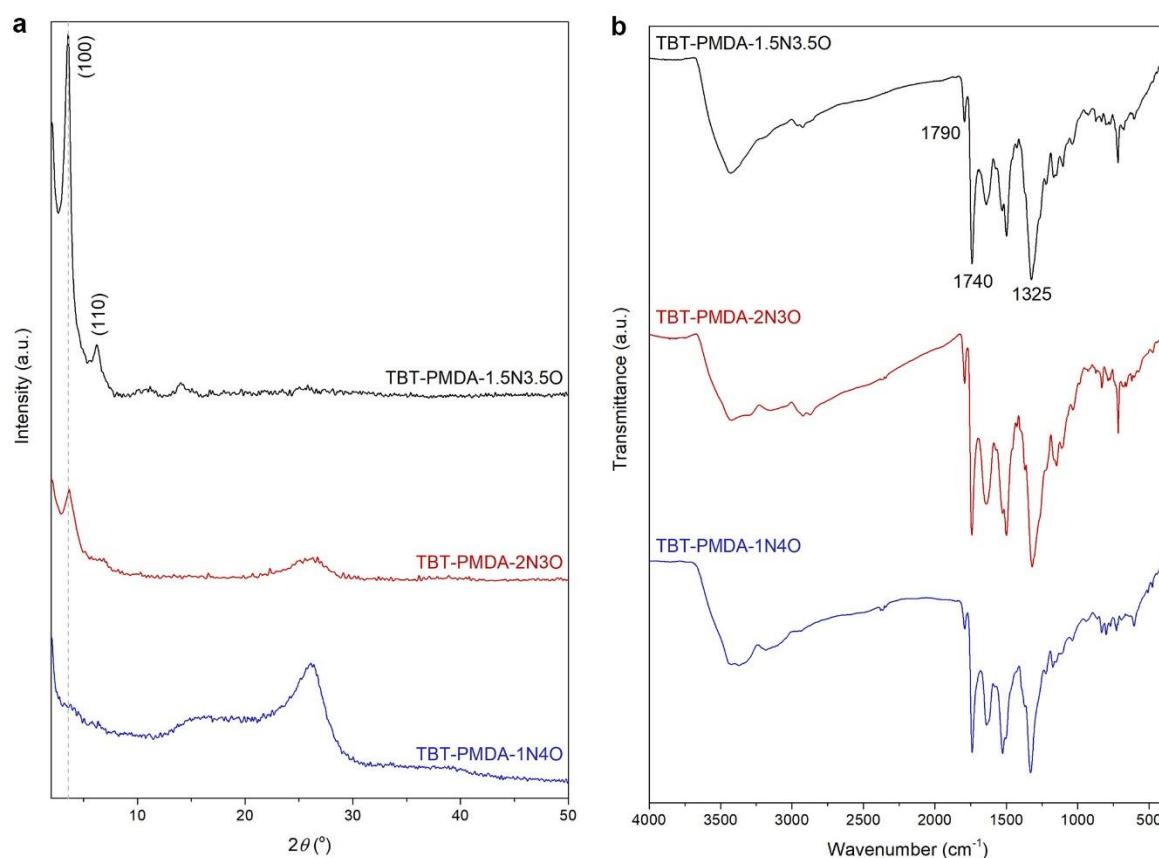 a
Intensity (a.u.)
(100)
(110)
TBT-PMDA-1.5N3.5O
TBT-PMDA-2N3O
TBT-PMDA-1N4O
10
20
30
40
50
2θ (°)
b
Transmittance (a.u.)
TBT-PMDA-1.5N3.5O
1790
1740
1325
TBT-PMDA-2N3O
TBT-PMDA-1N4O
4000
3500
3000
2500
2000
1500
1000
500
Wavenumber (cm⁻¹)